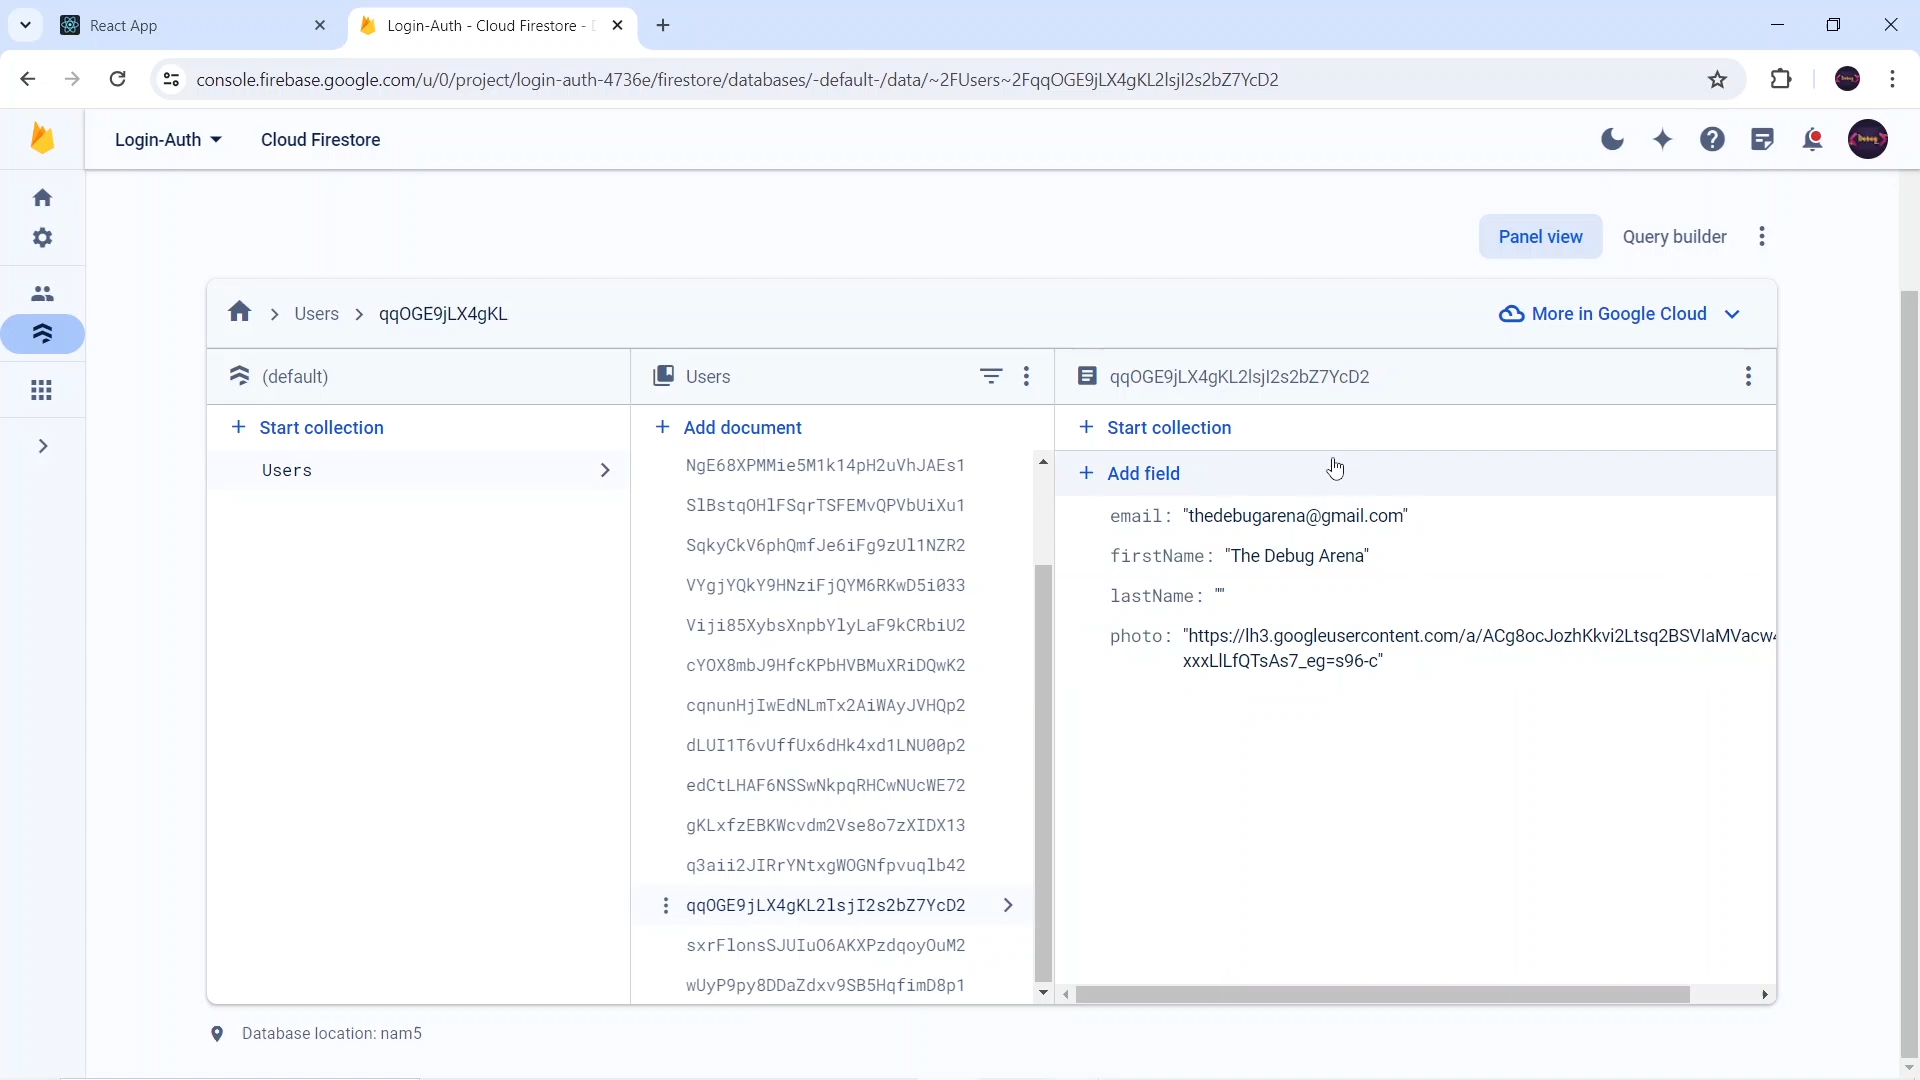 React App
Login-Auth - Cloud Firestore - D
console.firebase.google.com/u/0/project/login-auth-4736e/firestore/databases/-default-/data/~2FUsers~2FqqOGE9jLX4gKL2lsjI2s2bZ7YcD2
Login-Auth
Cloud Firestore
Panel view
Query builder
Users
qqOGE9jLX4gKL
More in Google Cloud
(default)
Users
qqOGE9jLX4gKL2lsjI2s2bZ7YcD2
+ Start collection
+ Add document
+ Start collection
Users
NgE68XPMMie5M1k14pH2uVhJAEs1
SlBstqOHlFSqrTSFEMvQPVbUiXu1
SqkyCkV6phQmfJe6iFg9zUl1NZR2
VYgjYQkY9HNziFjQYM6RKwD5i033
Viji85XybsXnpbYlyLaF9kCRbiU2
cYOX8mbJ9HfcKPbHVBMuXRiDQwK2
cqnunHjIwEdNLmTx2AiWAyJVHQp2
dLUI1T6vUffUx6dHk4xd1LNU00p2
edCtLHAF6NSSwNkpqRHCwNUcWE72
gKLxfzEBKWcvdm2Vse8o7zXIDX13
q3aii2JIRrYNtxgWOGNfpvuqlb42
qqOGE9jLX4gKL2lsjI2s2bZ7YcD2
sxrFlonsSJUIuO6AKXPzdqoyOuM2
wUyP9py8DDaZdxv9SB5HqfimD8p1
+ Add field
email: "thedebugarena@gmail.com"
firstName: "The Debug Arena"
lastName: ""
photo: "https://lh3.googleusercontent.com/a/ACg8ocJozhKkvi2Ltsq2BSVIaMVacw4
xxxLlLfQTsAs7_eg=s96-c"
Database location: nam5